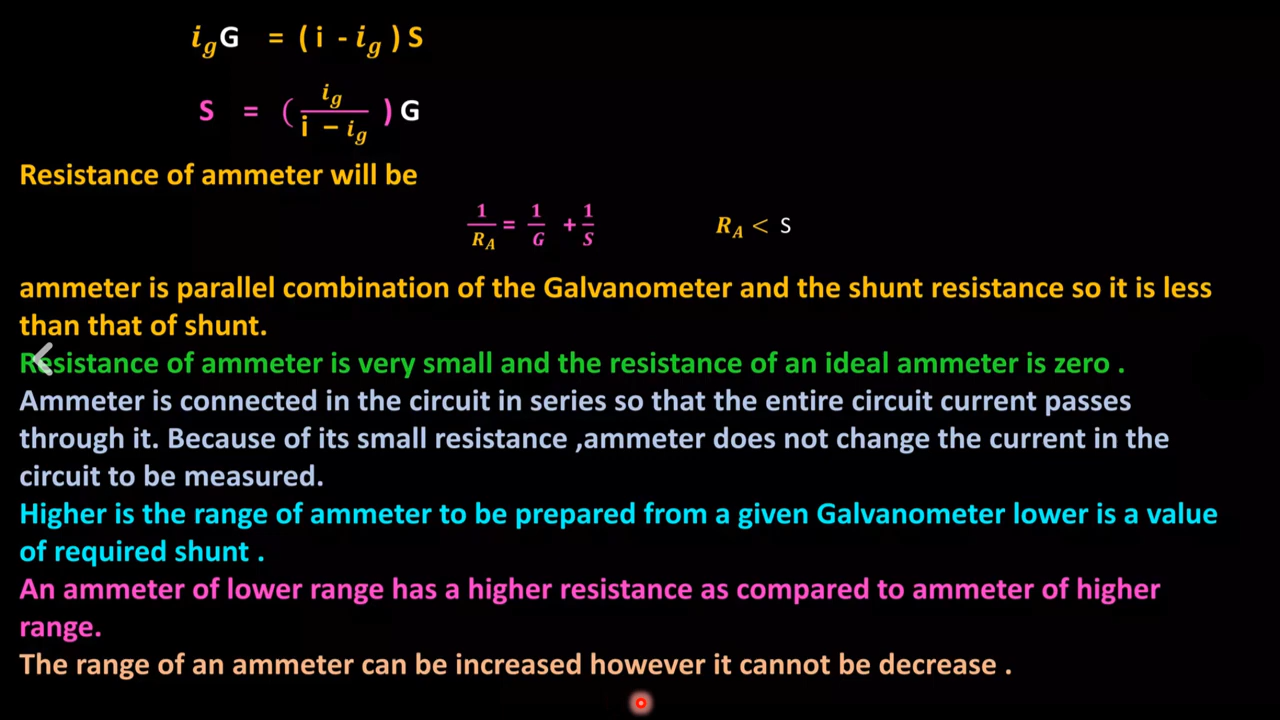 i_g G = ( i - i_g ) S
S = ( i_g / i − i_g ) G
Resistance of ammeter will be
1/R_A = 1/G + 1/S R_A < S
ammeter is parallel combination of the Galvanometer and the shunt resistance so it is less
than that of shunt.
Resistance of ammeter is very small and the resistance of an ideal ammeter is zero .
Ammeter is connected in the circuit in series so that the entire circuit current passes
through it. Because of its small resistance ,ammeter does not change the current in the
circuit to be measured.
Higher is the range of ammeter to be prepared from a given Galvanometer lower is a value
of required shunt .
An ammeter of lower range has a higher resistance as compared to ammeter of higher
range.
The range of an ammeter can be increased however it cannot be decrease .